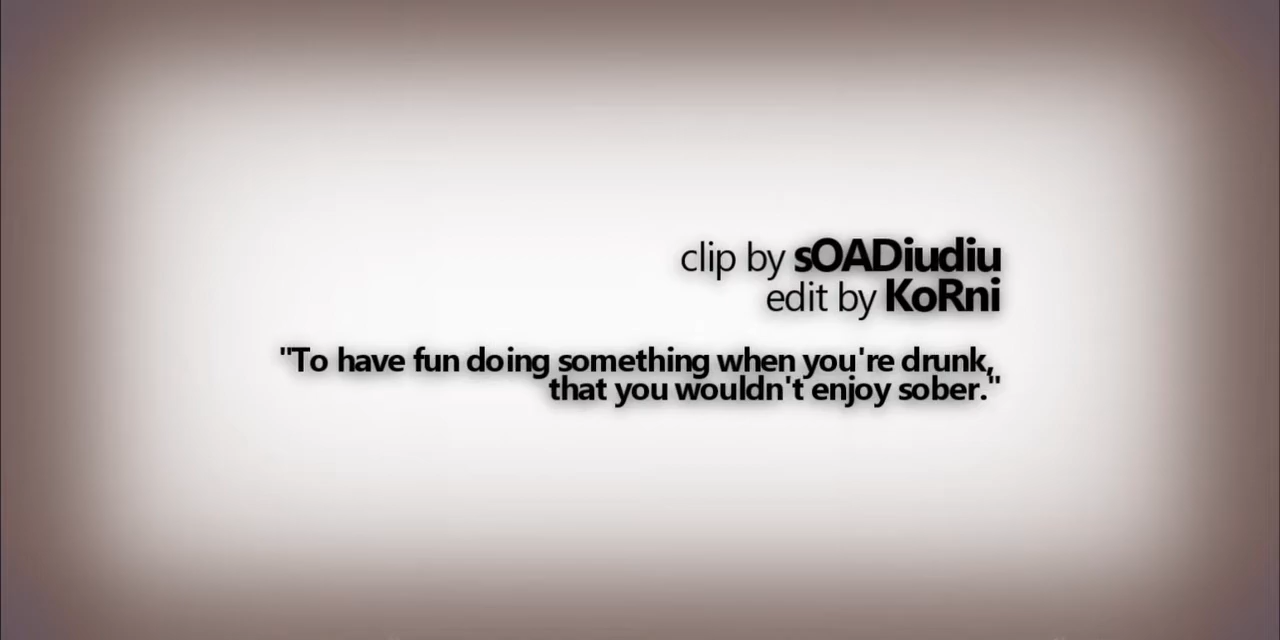 clip by sOADiudiu
edit by KoRni
"To have fun doing something when you're drunk,
that you wouldn't enjoy sober."